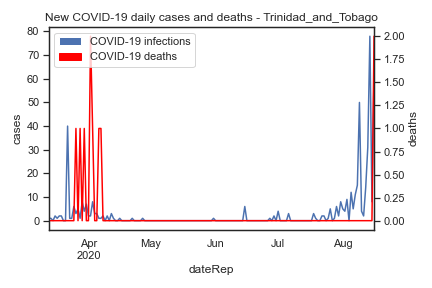 New COVID-19 daily cases and deaths - Trinidad_and_Tobago
COVID-19 infections
COVID-19 deaths
80
70
60
50
40
30
20
10
0
cases
2.00
1.75
1.50
1.25
1.00
0.75
0.50
0.25
0.00
deaths
Apr May Jun Jul Aug
2020
dateRep